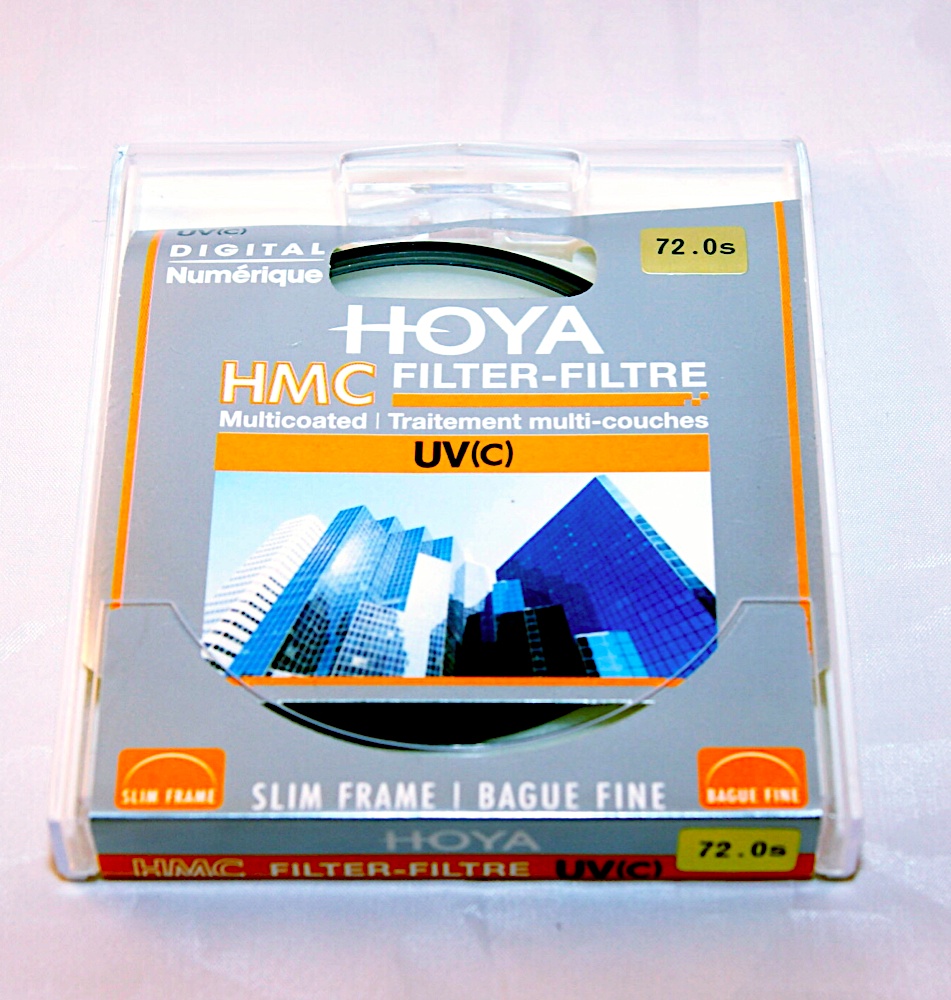 UV(C)
DIGITAL
Numérique
72.0s
HOYA
HMC FILTER-FILTRE
Multicoated | Traitement multi-couches
UV(C)
SLIM FRAME
SLIM FRAME | BAGUE FINE
BAGUE FINE
HOYA
HMC FILTER-FILTRE UV(C)
72.0s